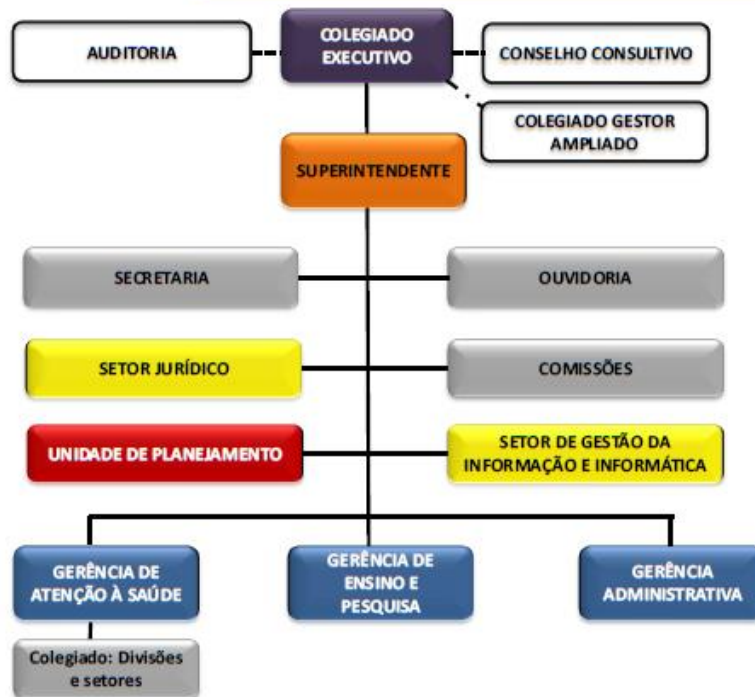 AUDITORIA
COLEGIADO
EXECUTIVO
CONSELHO CONSULTIVO
COLEGIADO GESTOR
AMPLIADO
SUPERINTENDENTE
SECRETARIA
OUVIDORIA
SETOR JURÍDICO
COMISSÕES
UNIDADE DE PLANEJAMENTO
SETOR DE GESTÃO DA
INFORMAÇÃO E INFORMÁTICA
GERÊNCIA DE
ATENÇÃO À SAÚDE
GERÊNCIA DE
ENSINO E
PESQUISA
GERÊNCIA
ADMINISTRATIVA
Colegiado: Divisões
e setores